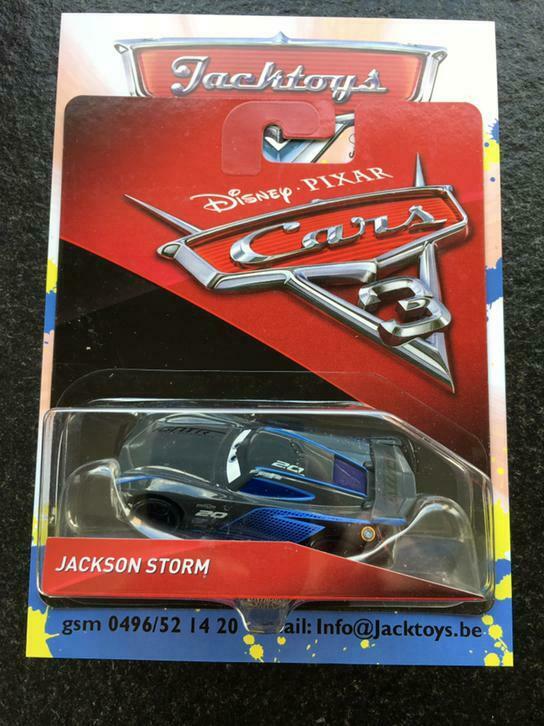 Jacktoys
Disney · PIXAR
Cars
3
20
20
JACKSON STORM
gsm 0496/52 14 20 ail: Info@Jacktoys.be